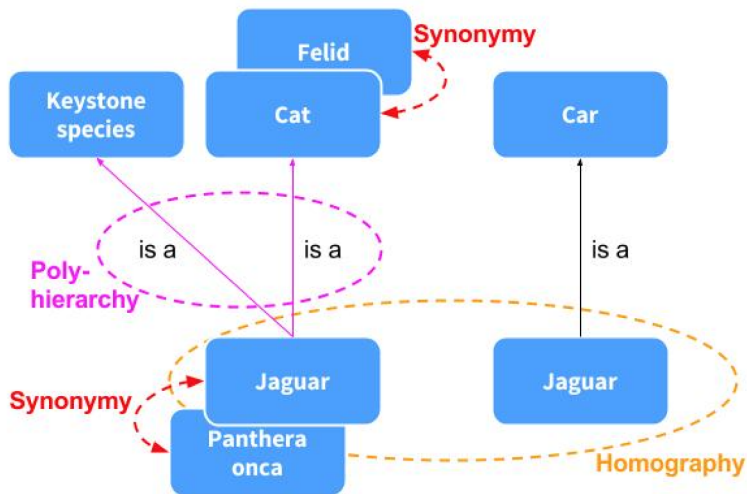 Felid
Synonymy
Keystone
species
Cat
Car
is a
is a
is a
Poly-
hierarchy
Jaguar
Jaguar
Synonymy
Panthera
onca
Homography